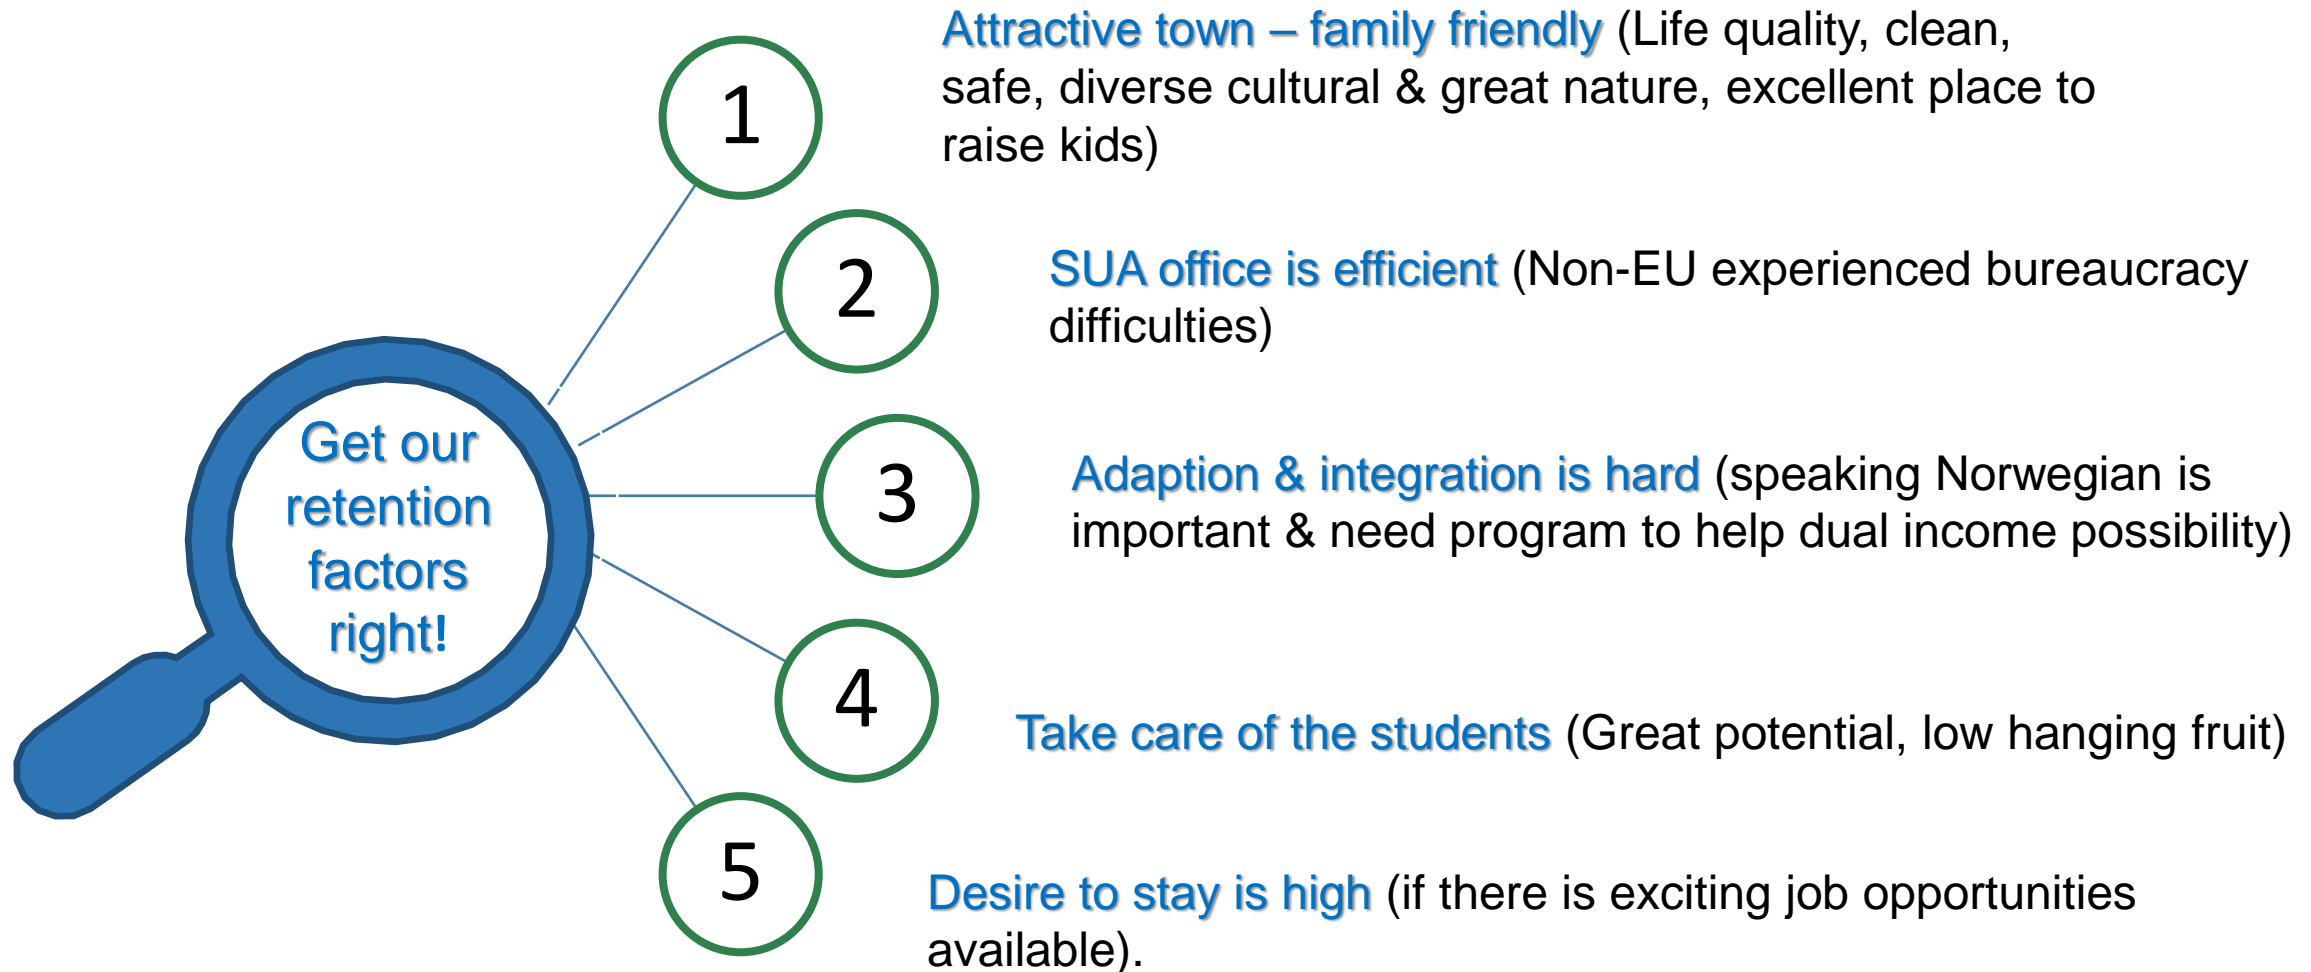 Get our
retention
factors
right!
1
Attractive town – family friendly (Life quality, clean,
safe, diverse cultural & great nature, excellent place to
raise kids)
2
SUA office is efficient (Non-EU experienced bureaucracy
difficulties)
3
Adaption & integration is hard (speaking Norwegian is
important & need program to help dual income possibility)
4
Take care of the students (Great potential, low hanging fruit)
5
Desire to stay is high (if there is exciting job opportunities
available).